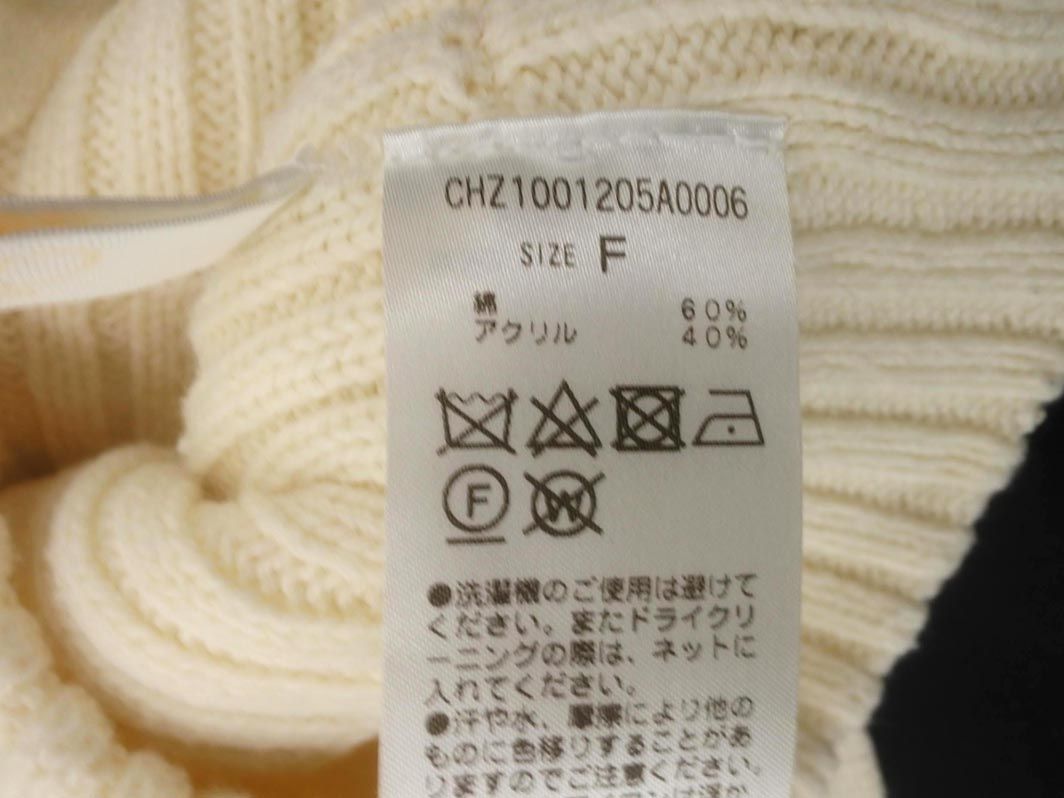 CHZ1001205A0006
SIZE F
綿 60%
アクリル 40%
F W
●洗濯機のご使用は避けて
ください。またドライクリ
ーニングの際は、ネットに
入れてください。
●汗や水、摩擦により他の
ものに色移りすることがあ
りますのでご注意ください。